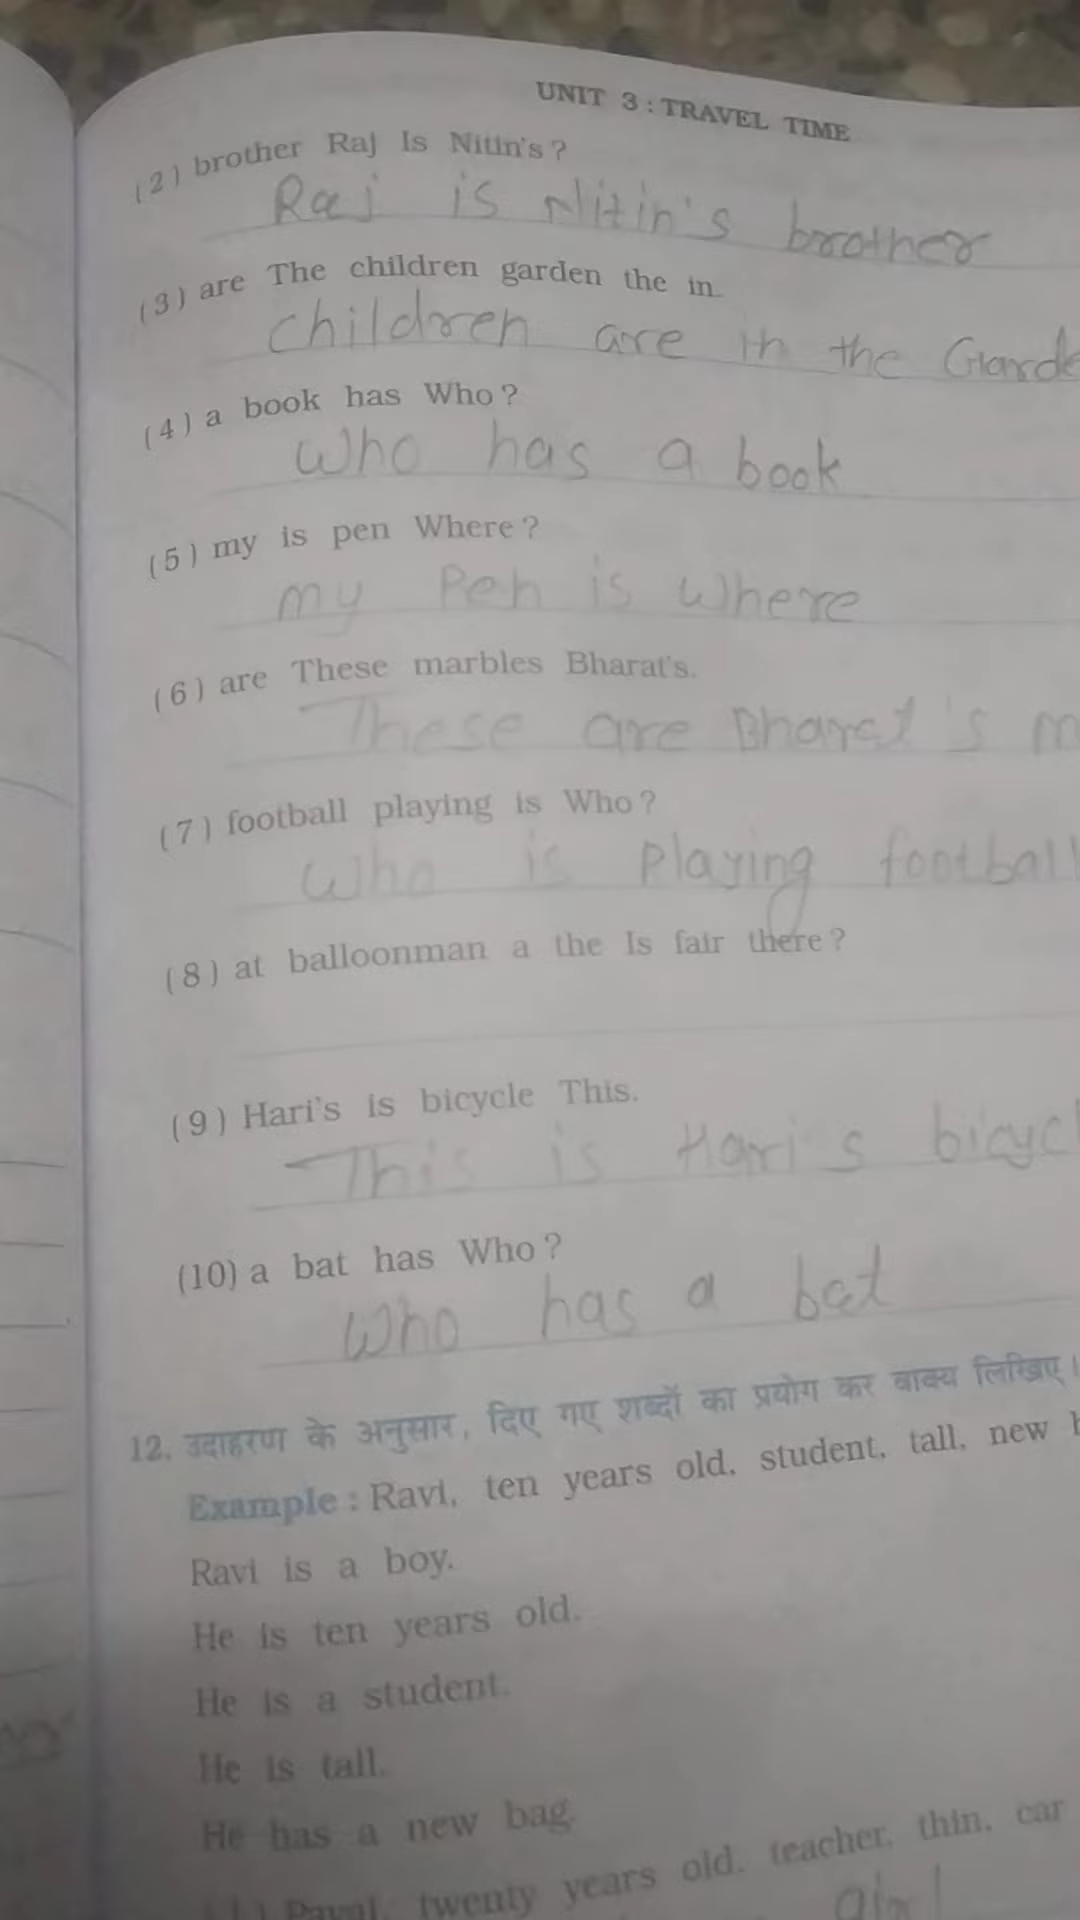 UNIT 3 : TRAVEL TIME
(2) brother Raj Is Nitin's ?
Raj is Nitin's brother
(3) are The children garden the in.
children are in the Garde
(4) a book has Who ?
Who has a book
(5) my is pen Where ?
my Pen is where
(6) are These marbles Bharat's.
These are Bharat's m
(7) football playing is Who ?
Who is Playing football
(8) at balloonman a the Is fair there ?
(9) Hari's is bicycle This.
This is Hari's bicycl
(10) a bat has Who ?
Who has a bat
12. उदाहरण के अनुसार, दिए गए शब्दों का प्रयोग कर वाक्य लिखिए।
Example : Ravi, ten years old, student, tall, new
Ravi is a boy.
He is ten years old.
He is a student.
He is tall.
He has a new bag.
Payal, twenty years old, teacher, thin, car
girl